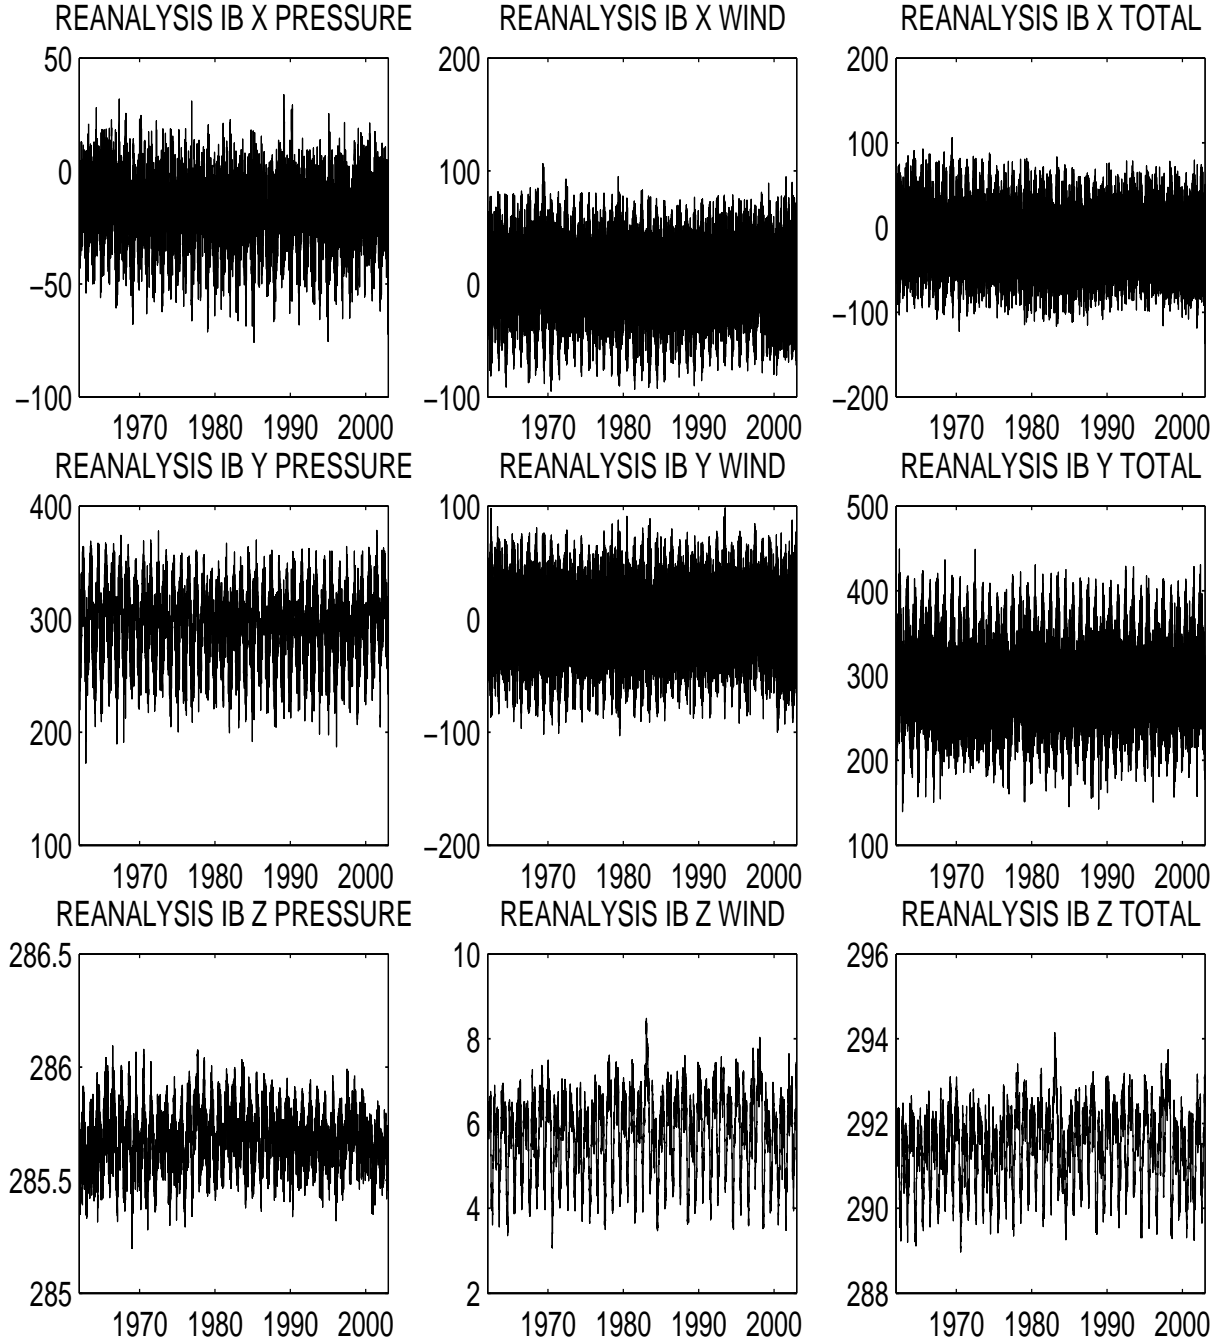 REANALYSIS IB X PRESSURE
REANALYSIS IB X WIND
REANALYSIS IB X TOTAL
50
0
−50
−100
1970 1980 1990 2000
200
100
0
−100
1970 1980 1990 2000
200
100
0
−100
−200
1970 1980 1990 2000
REANALYSIS IB Y PRESSURE
REANALYSIS IB Y WIND
REANALYSIS IB Y TOTAL
400
300
200
100
1970 1980 1990 2000
100
0
−100
−200
1970 1980 1990 2000
500
400
300
200
100
1970 1980 1990 2000
REANALYSIS IB Z PRESSURE
REANALYSIS IB Z WIND
REANALYSIS IB Z TOTAL
286.5
286
285.5
285
1970 1980 1990 2000
10
8
6
4
2
1970 1980 1990 2000
296
294
292
290
288
1970 1980 1990 2000